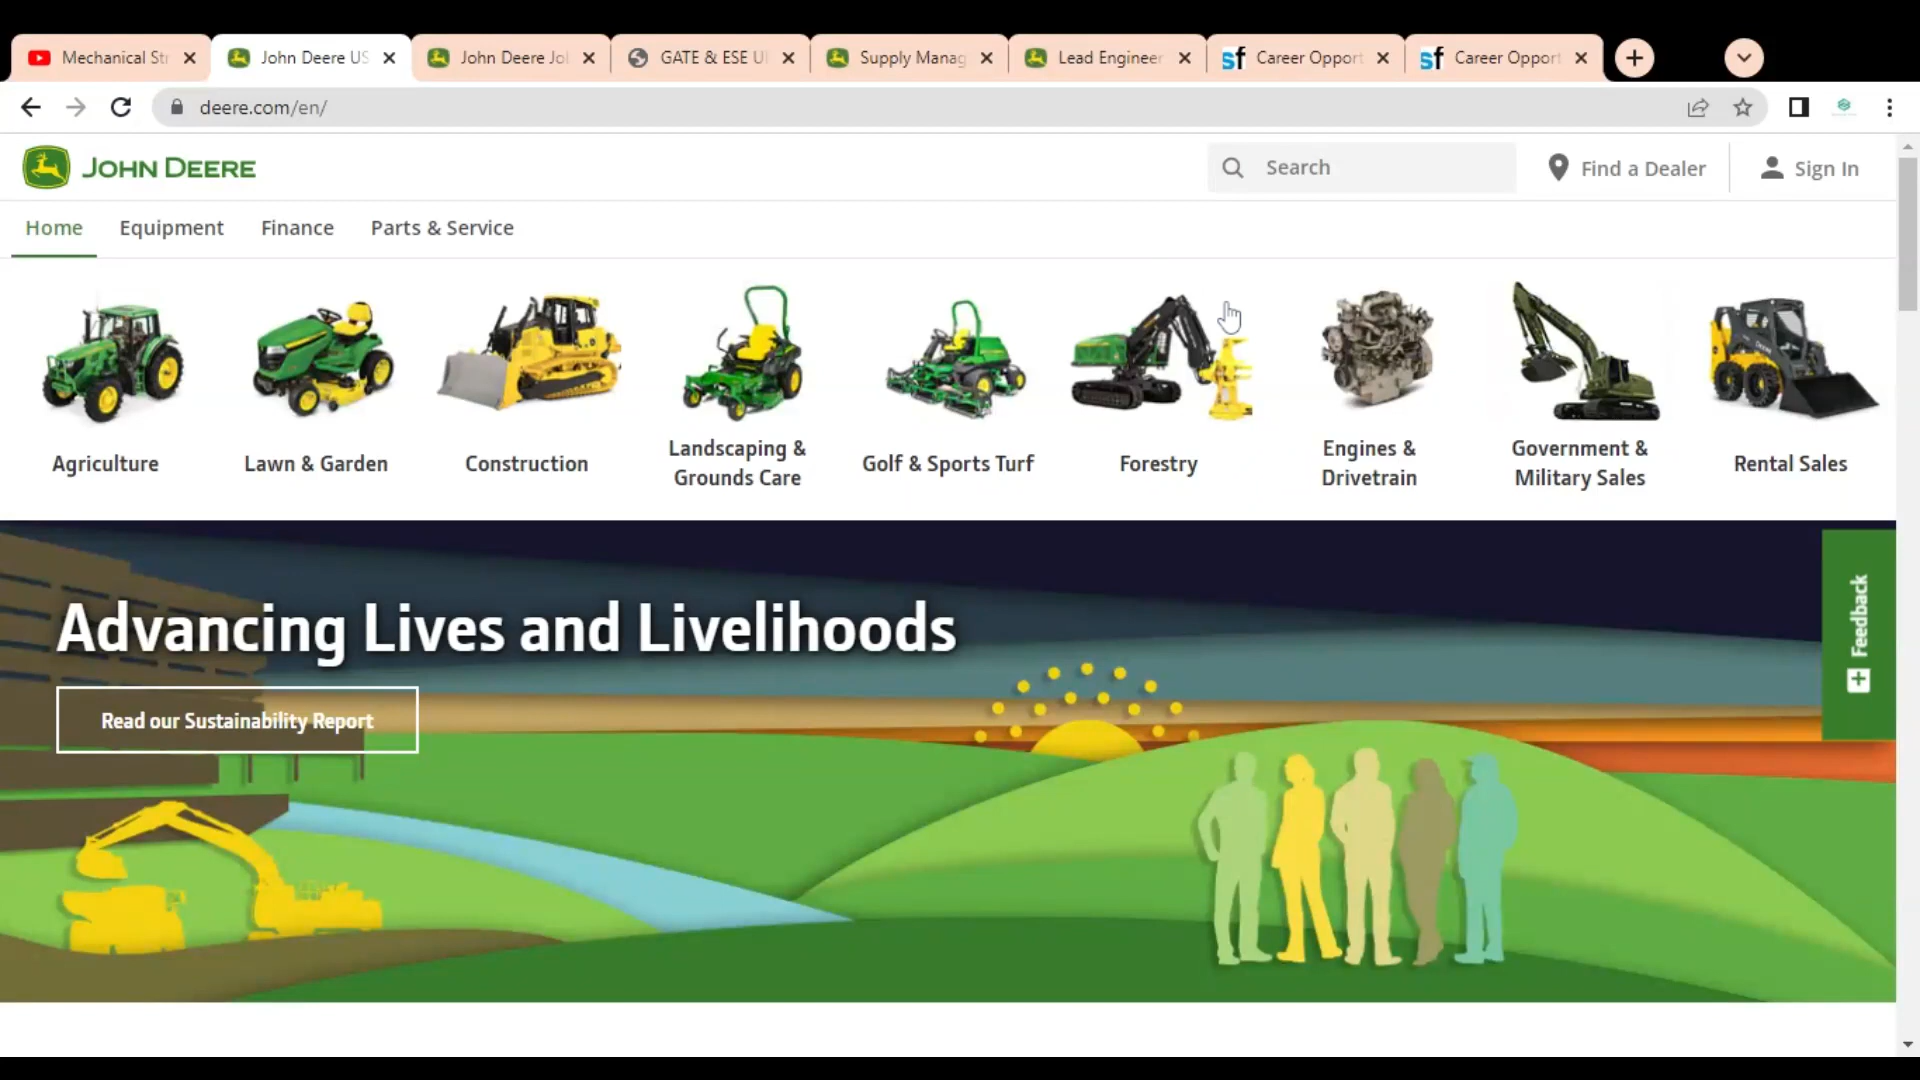 Mechanical Str
John Deere US
John Deere Jo
GATE & ESE U
Supply Manag
Lead Engineer
Career Opport
Career Opport
deere.com/en/
JOHN DEERE
Search
Find a Dealer
Sign In
Home
Equipment
Finance
Parts & Service
Agriculture
Lawn & Garden
Construction
Landscaping &
Grounds Care
Golf & Sports Turf
Forestry
Engines &
Drivetrain
Government &
Military Sales
Rental Sales
Advancing Lives and Livelihoods
Read our Sustainability Report
Feedback